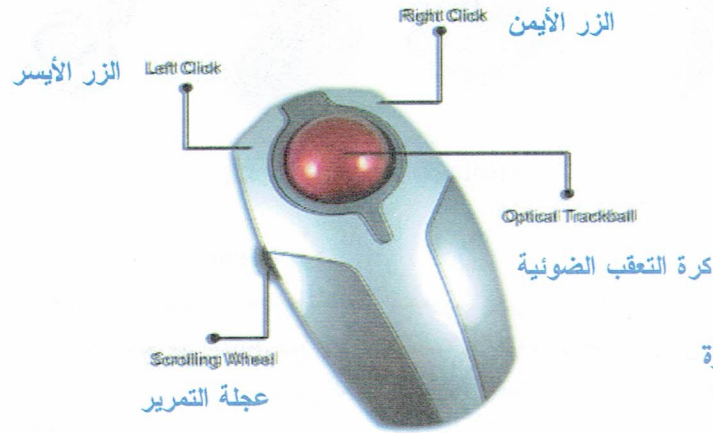 Right Click
الزر الأيمن
Left Click
الزر الأيسر
Optical Trackball
كرة التعقب الضوئية
Scrolling Wheel
عجلة التمرير